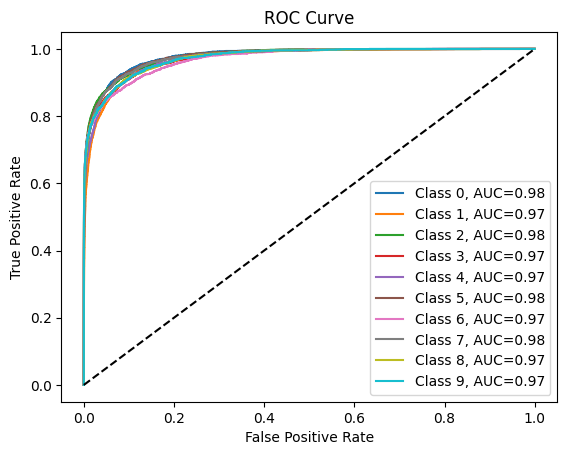 ROC Curve
True Positive Rate
1.0
0.8
0.6
0.4
0.2
0.0
Class 0, AUC=0.98
Class 1, AUC=0.97
Class 2, AUC=0.98
Class 3, AUC=0.97
Class 4, AUC=0.97
Class 5, AUC=0.98
Class 6, AUC=0.97
Class 7, AUC=0.98
Class 8, AUC=0.97
Class 9, AUC=0.97
0.0 0.2 0.4 0.6 0.8 1.0
False Positive Rate